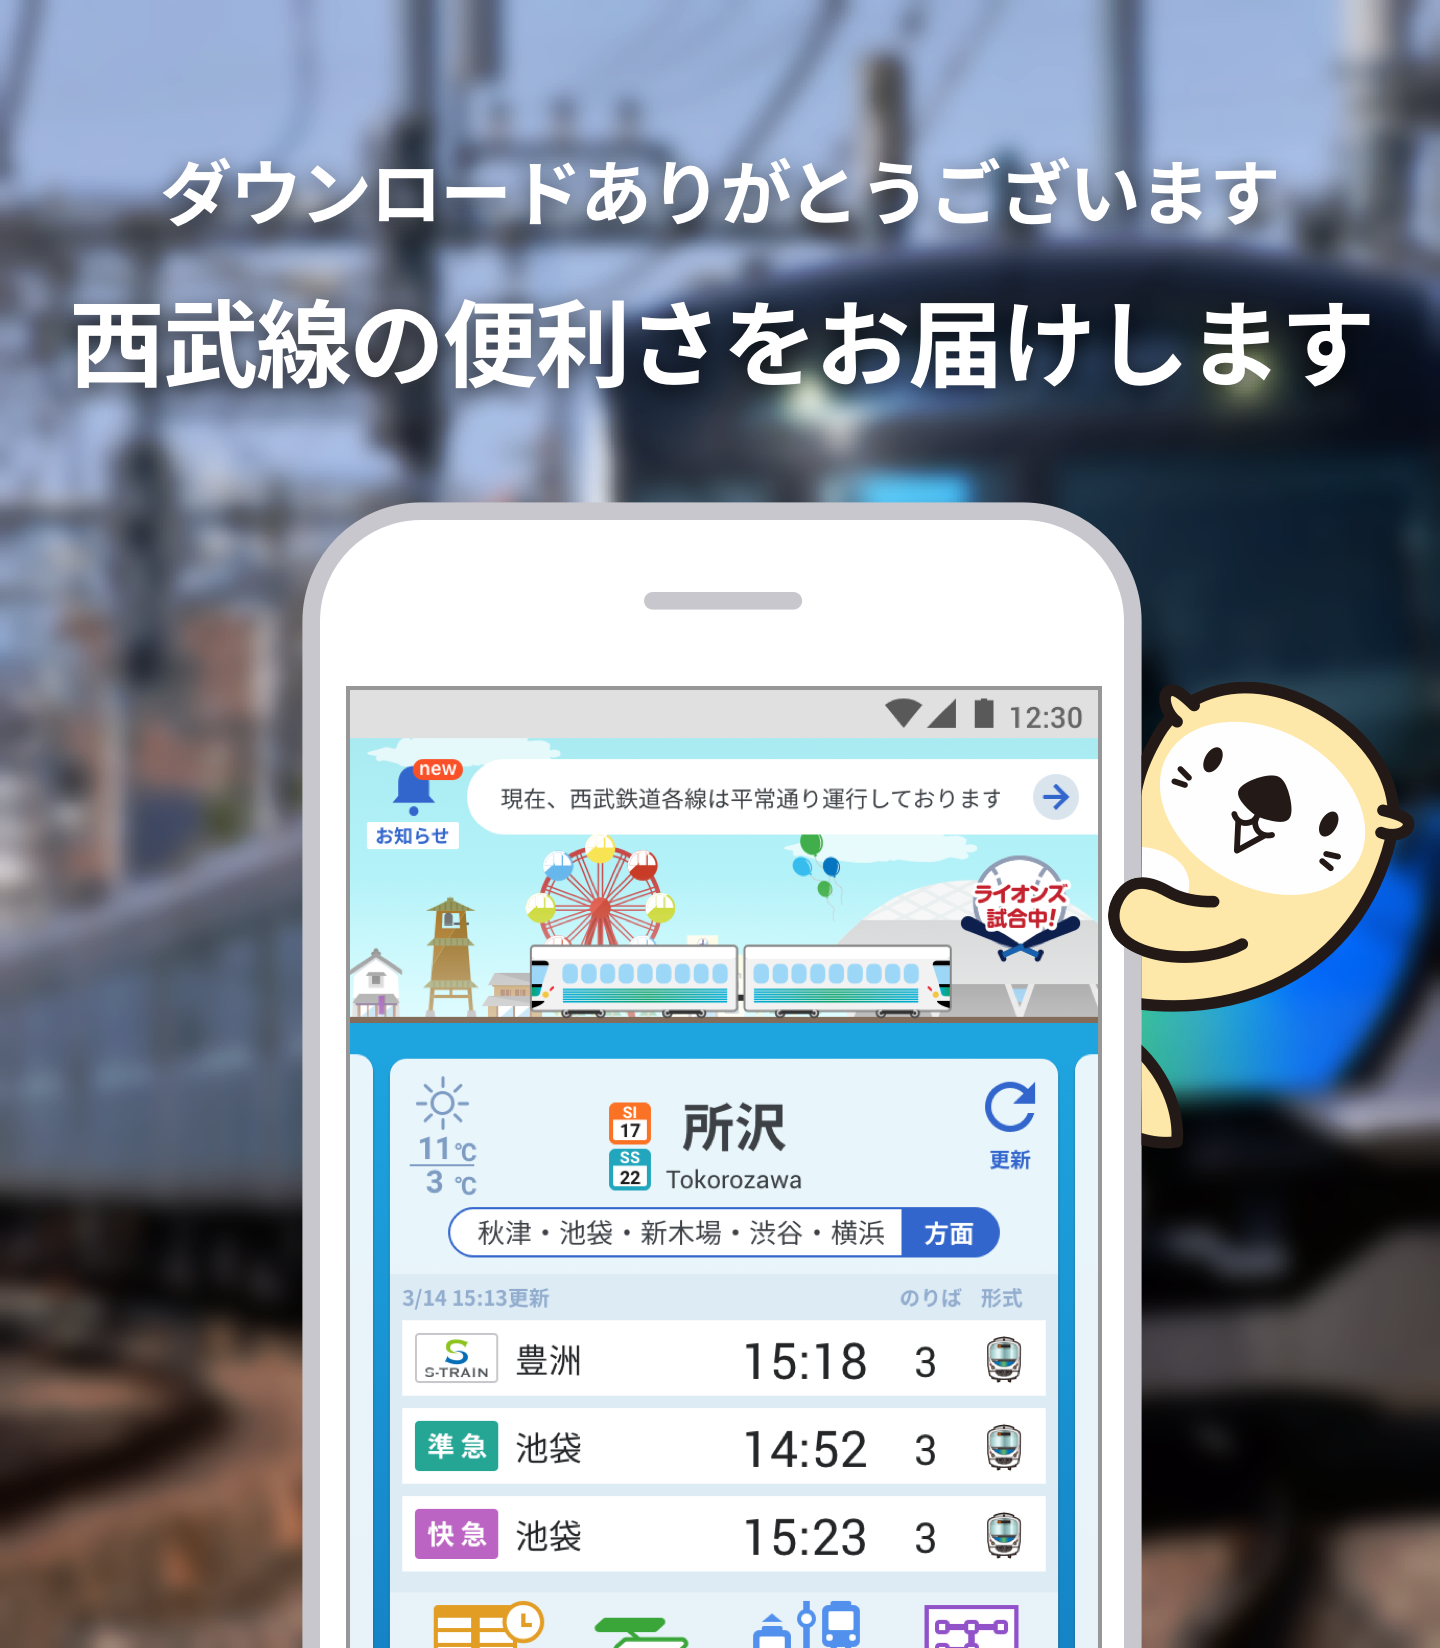 ダウンロードありがとうございます
西武線の便利さをお届けします
12:30
new
お知らせ
現在、西武鉄道各線は平常通り運行しております
ライオンズ
試合中!
11℃
3 ℃
SI
17
SS
22
所沢
Tokorozawa
更新
秋津・池袋・新木場・渋谷・横浜 方面
3/14 15:13更新 のりば 形式
S S-TRAIN 豊洲 15:18 3
準急 池袋 14:52 3
快急 池袋 15:23 3